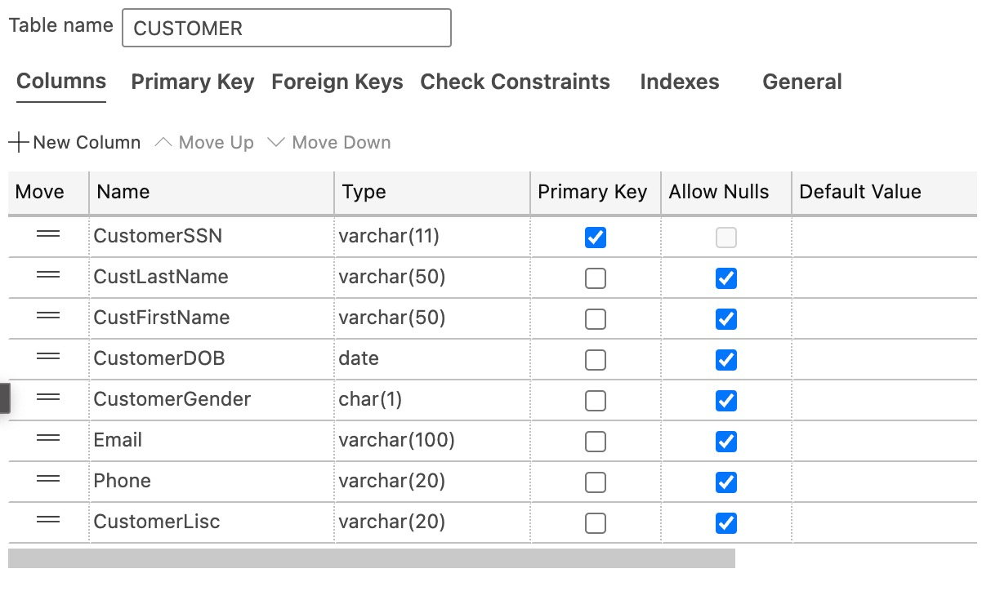 Table name CUSTOMER
Columns Primary Key Foreign Keys Check Constraints Indexes General
New Column Move Up Move Down
Move Name Type Primary Key Allow Nulls Default Value
CustomerSSN varchar(11)
CustLastName varchar(50)
CustFirstName varchar(50)
CustomerDOB date
CustomerGender char(1)
Email varchar(100)
Phone varchar(20)
CustomerLisc varchar(20)